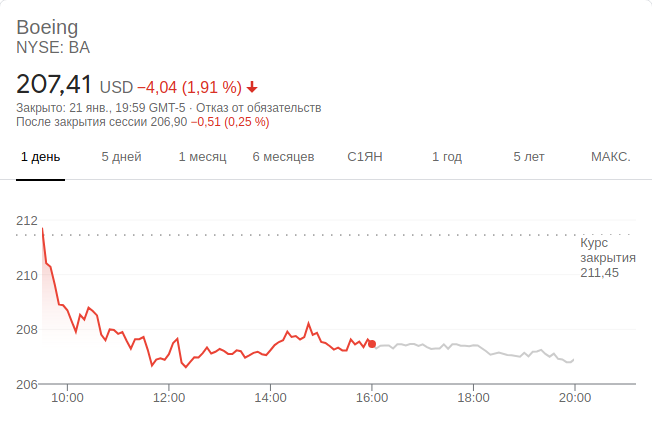 Boeing
NYSE: BA
207,41 USD −4,04 (1,91 %) 🡇
Закрыто: 21 янв., 19:59 GMT-5 · Отказ от обязательств
После закрытия сессии 206,90 −0,51 (0,25 %)
1 день 5 дней 1 месяц 6 месяцев С1ЯН 1 год 5 лет МАКС.
212
Курс
закрытия
211,45
210
208
206
10:00 12:00 14:00 16:00 18:00 20:00